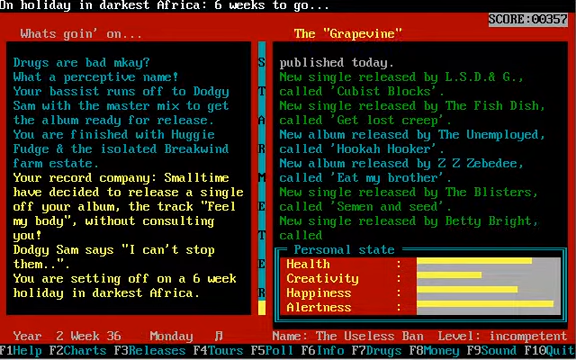 On holiday in darkest Africa: 6 weeks to go...
SCORE:00357
Whats goin' on...
Drugs are bad mkay?
What a perceptive name!
Your bassist runs off to Dodgy
Sam with the master mix to get
the album ready for release.
You are finished with Huggie
Fudge & the isolated Breakwind
farm estate.
Your record company: Smalltime
have decided to release a single
off your album, the track "Feel
my body", without consulting
you!
Dodgy Sam says "I can't stop
them..".
You are setting off on a 6 week
holiday in darkest Africa.
S
T
A
R
M
E
T
E
R
The "Grapevine"
published today.
New single released by L.S.D.& G.,
called 'Cubist Blocks'.
New single released by The Fish Dish,
called 'Get lost creep'.
New album released by The Unemployed,
called 'Hookah Hooker'.
New album released by Z Z Zebedee,
called 'Eat my brother'.
New single released by The Blisters,
called 'Semen and seed'.
New single released by Betty Bright,
called
Personal state
Health :
Creativity :
Happiness :
Alertness :
Year 2 Week 36 Monday ♫ Name: The Useless Ban Level: incompetent
F1Help F2Charts F3Releases F4Tours F5Poll F6Info F7Drugs F8Money F9Sound F10Quit